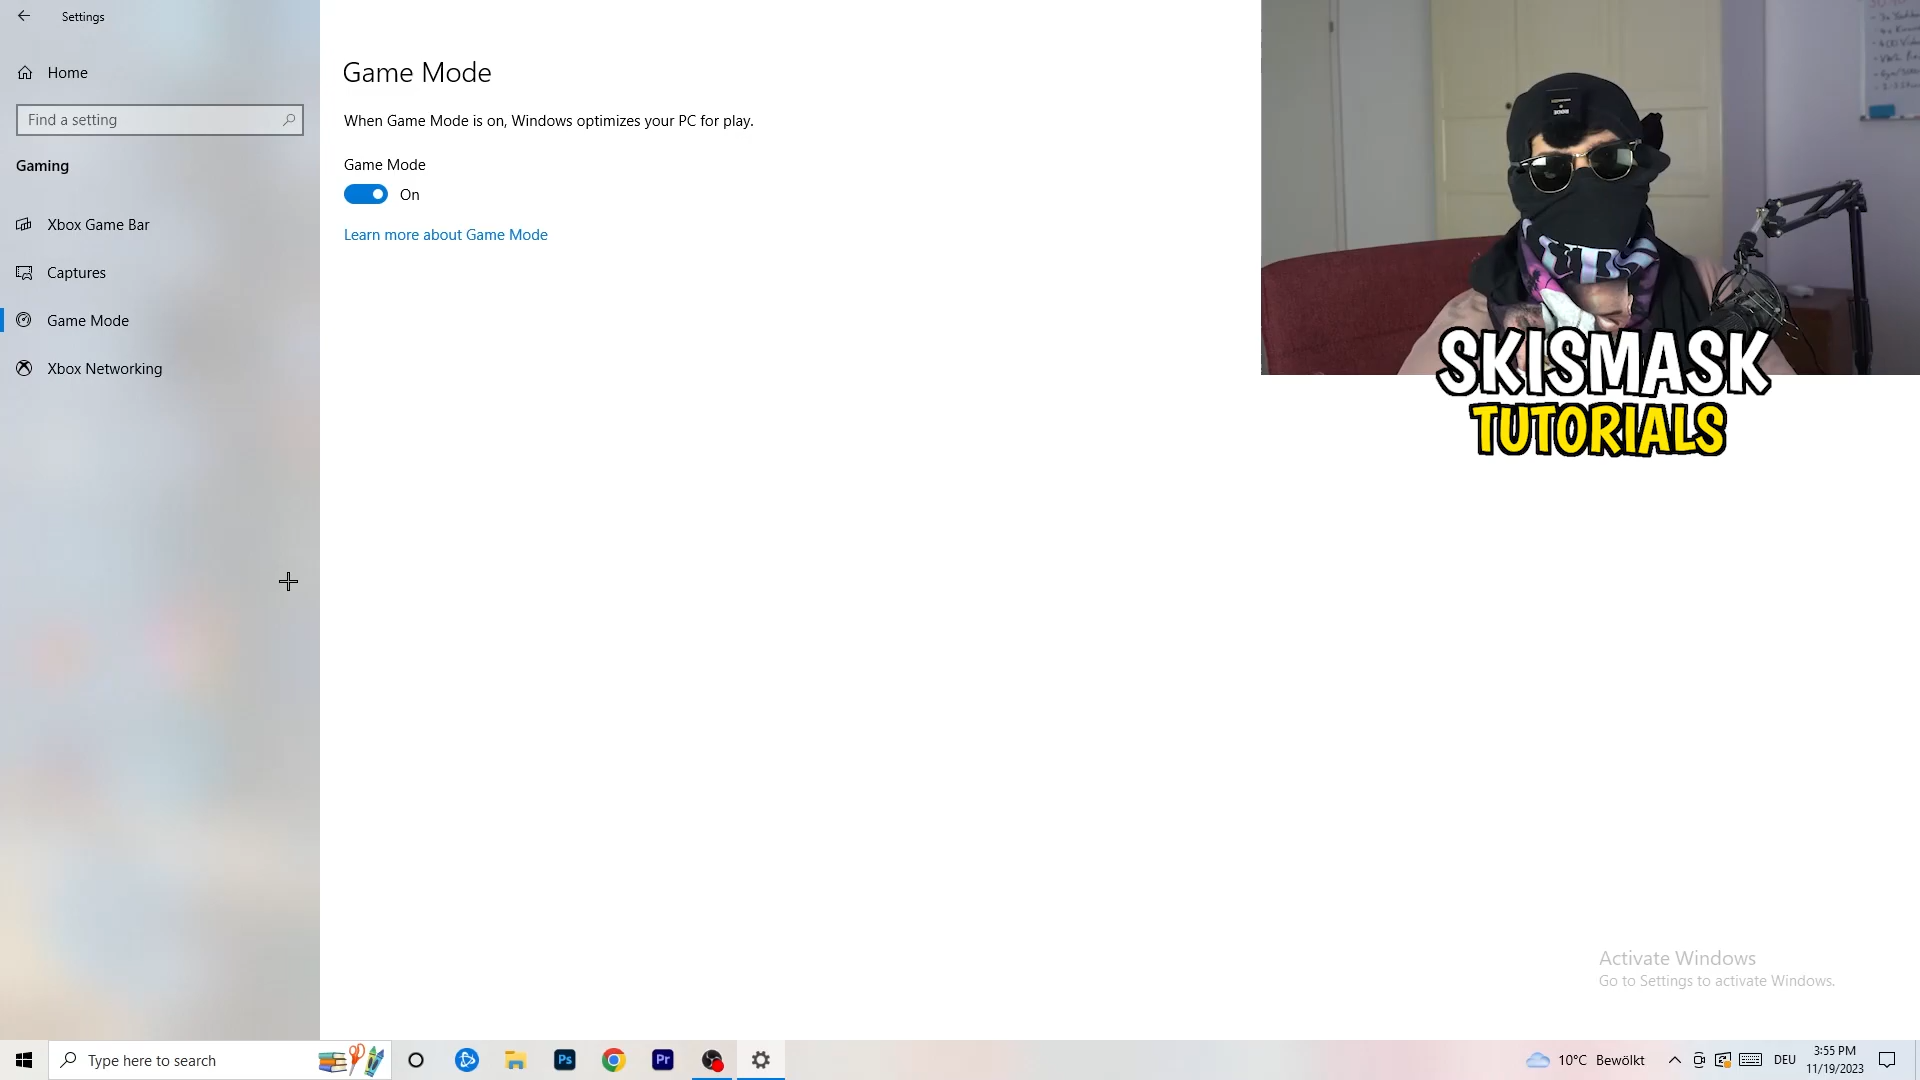 Settings
Home
Find a setting
Gaming
Xbox Game Bar
Captures
Game Mode
Xbox Networking
Game Mode
When Game Mode is on, Windows optimizes your PC for play.
Game Mode
On
Learn more about Game Mode
SKISMASK
TUTORIALS
Activate Windows
Go to Settings to activate Windows.
Type here to search
Ps
Pr
10°C Bewölkt
DEU
3:55 PM
11/19/2023